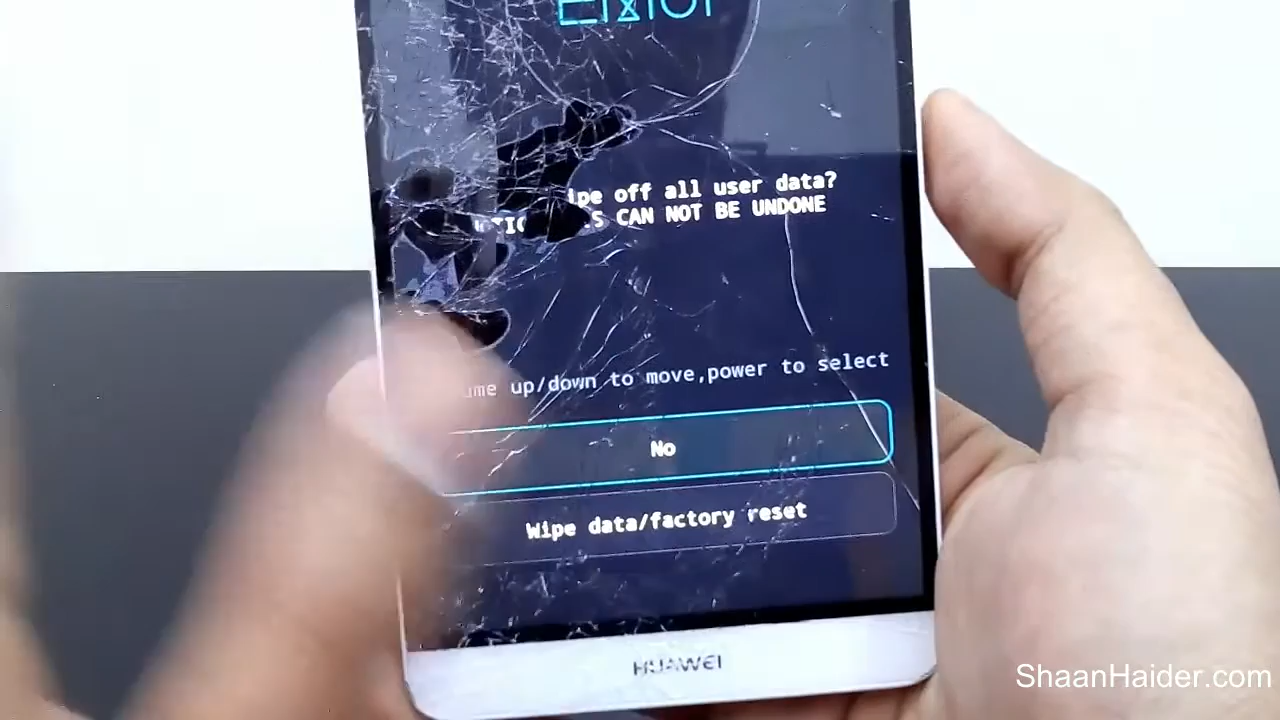 ipe off all user data?
S CAN NOT BE UNDONE
up/down to move,power to select
No
Wipe data/factory reset
HUAWEI
ShaanHaider.com